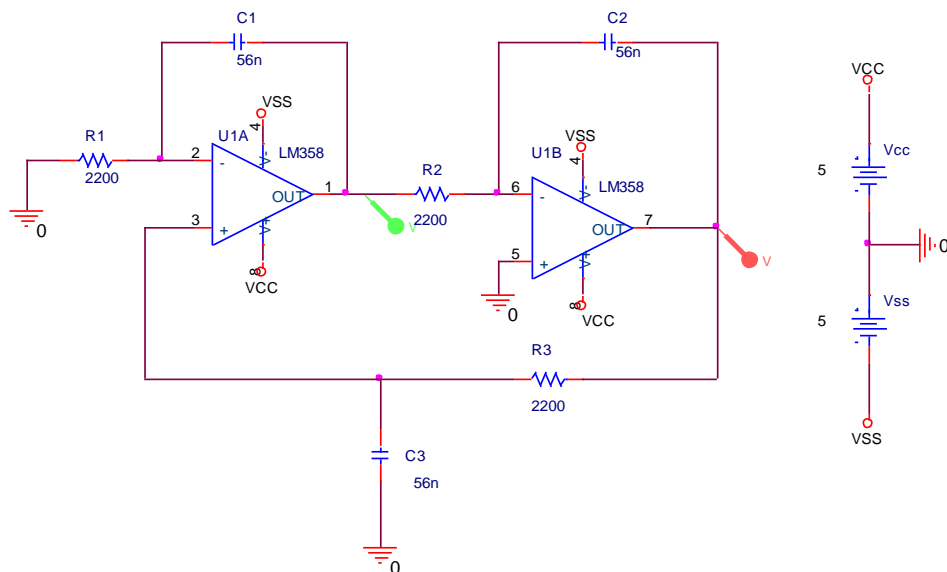 C1
56n
C2
56n
VCC
VSS
4
U1A
LM358
V-
R1
2200
2
-
OUT
1
3
+
V+
8
VCC
0
V
R2
2200
VSS
4
U1B
LM358
V-
6
-
OUT
7
5
+
V+
8
VCC
0
V
Vcc
5
0
Vss
5
VSS
R3
2200
C3
56n
0